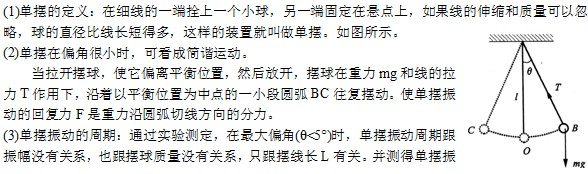 (1)单摆的定义：在细线的一端拴上一个小球，另一端固定在悬点上，如果线的伸缩和质量可以忽
略，球的直径比线长短得多，这样的装置就叫做单摆。如图所示。
(2)单摆在偏角很小时，可看成简谐运动。
当拉开摆球，使它偏离平衡位置，然后放开，摆球在重力 mg 和线的拉
力 T 作用下，沿着以平衡位置为中点的一小段圆弧 BC 往复摆动。使单摆振
动的回复力 F 是重力沿圆弧切线方向的分力。
(3)单摆振动的周期：通过实验测定，在最大偏角(θ<5°)时，单摆振动周期跟
振幅没有关系，也跟摆球质量没有关系，只跟摆线长 L 有关。并测得单摆振
θ
l
T
C
O
B
mg